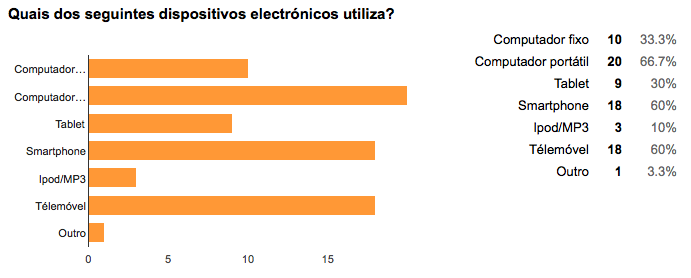 Quais dos seguintes dispositivos electrónicos utiliza?
Computador…
Computador…
Tablet
Smartphone
Ipod/MP3
Télemóvel
Outro
0 5 10 15
Computador fixo 10 33.3%
Computador portátil 20 66.7%
Tablet 9 30%
Smartphone 18 60%
Ipod/MP3 3 10%
Télemóvel 18 60%
Outro 1 3.3%